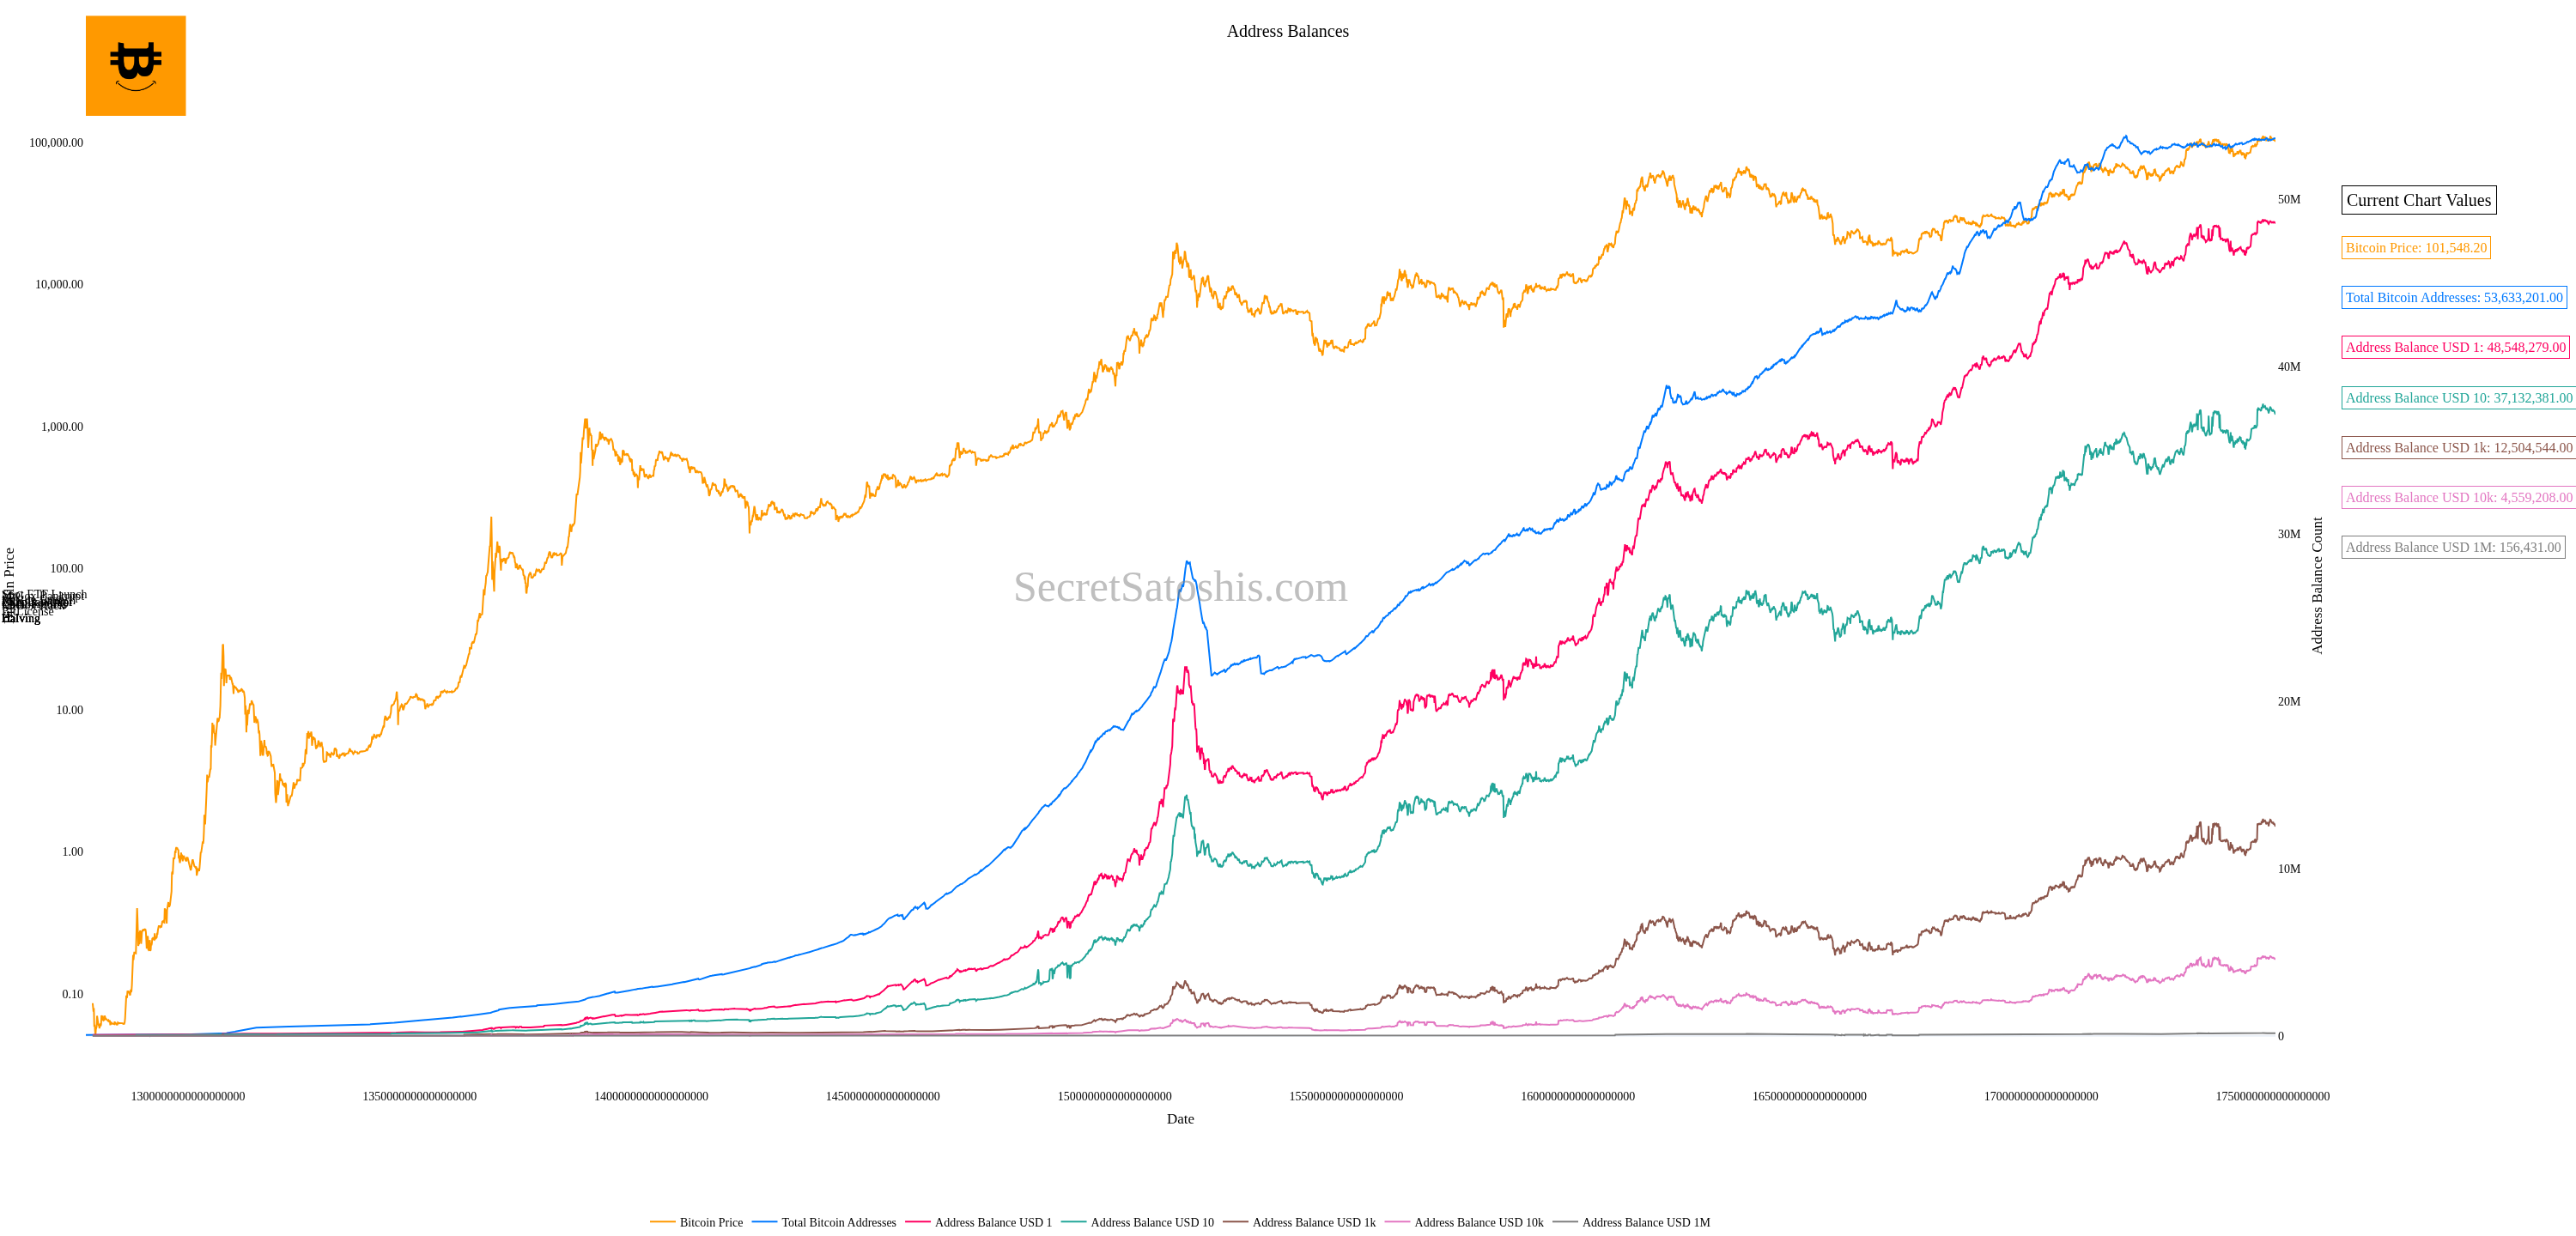 Address Balances
100,000.00
10,000.00
1,000.00
100.00
10.00
1.00
0.10
50M
40M
30M
20M
10M
0
Address Balance Count
Current Chart Values
Bitcoin Price: 101,548.20
Total Bitcoin Addresses: 53,633,201.00
Address Balance USD 1: 48,548,279.00
Address Balance USD 10: 37,132,381.00
Address Balance USD 1k: 12,504,544.00
Address Balance USD 10k: 4,559,208.00
Address Balance USD 1M: 156,431.00
SecretSatoshis.com
Price
ETF Launch
License
Halving
1300000000000000000
1350000000000000000
1400000000000000000
1450000000000000000
1500000000000000000
1550000000000000000
1600000000000000000
1650000000000000000
1700000000000000000
1750000000000000000
Date
Bitcoin Price
Total Bitcoin Addresses
Address Balance USD 1
Address Balance USD 10
Address Balance USD 1k
Address Balance USD 10k
Address Balance USD 1M